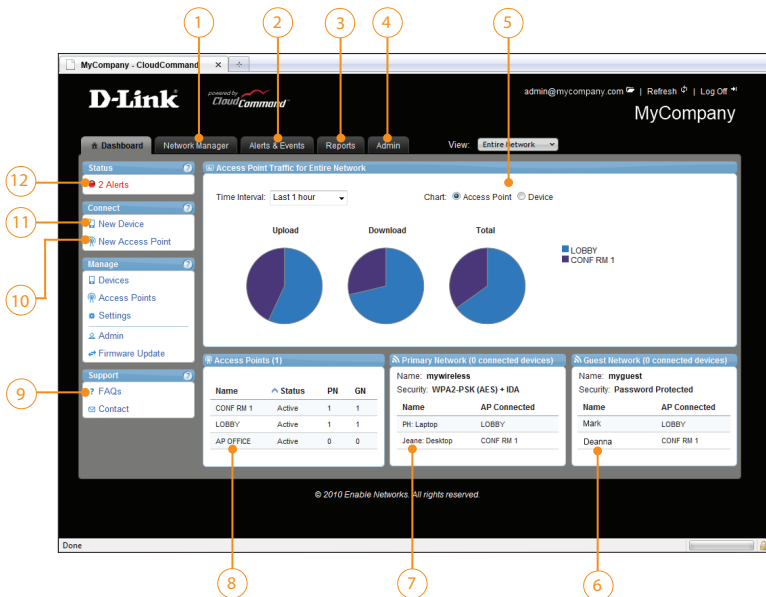 1
2
3
4
5
MyCompany - CloudCommand
D-Link
powered by
CloudCommand
admin@mycompany.com | Refresh | Log Off
MyCompany
Dashboard Network Manager Alerts & Events Reports Admin View: Entire Network
Status ?
2 Alerts
12
Connect ?
New Device
11
New Access Point
10
Manage ?
Devices
Access Points
Settings
Admin
Firmware Update
Support ?
? FAQs
9
Contact
Access Point Traffic for Entire Network
Time Interval: Last 1 hour Chart: Access Point Device
Upload Download Total
LOBBY
CONF RM 1
Access Points (1)
Name Status PN GN
CONF RM 1 Active 1 1
LOBBY Active 1 1
AP OFFICE Active 0 0
Primary Network (0 connected devices)
Name: mywireless
Security: WPA2-PSK (AES) + IDA
Name AP Connected
PH: Laptop LOBBY
Jeane: Desktop CONF RM 1
Guest Network (0 connected devices)
Name: myguest
Security: Password Protected
Name AP Connected
Mark LOBBY
Deanna CONF RM 1
© 2010 Enable Networks. All rights reserved.
Done
8
7
6